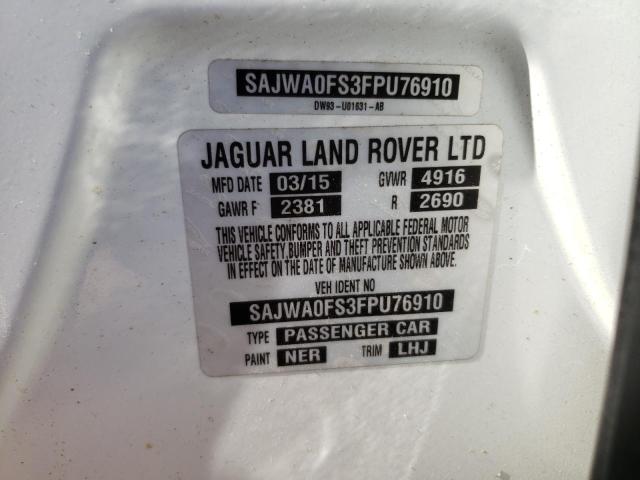 SAJWA0FS3FPU76910
DW93-U01631-AB
JAGUAR LAND ROVER LTD
MFD DATE 03/15 GVWR 4916
GAWR F 2381 R 2690
THIS VEHICLE CONFORMS TO ALL APPLICABLE FEDERAL MOTOR
VEHICLE SAFETY, BUMPER AND THEFT PREVENTION STANDARDS
IN EFFECT ON THE DATE OF MANUFACTURE SHOWN ABOVE.
VEH IDENT NO
SAJWA0FS3FPU76910
TYPE PASSENGER CAR
PAINT NER TRIM LHJ